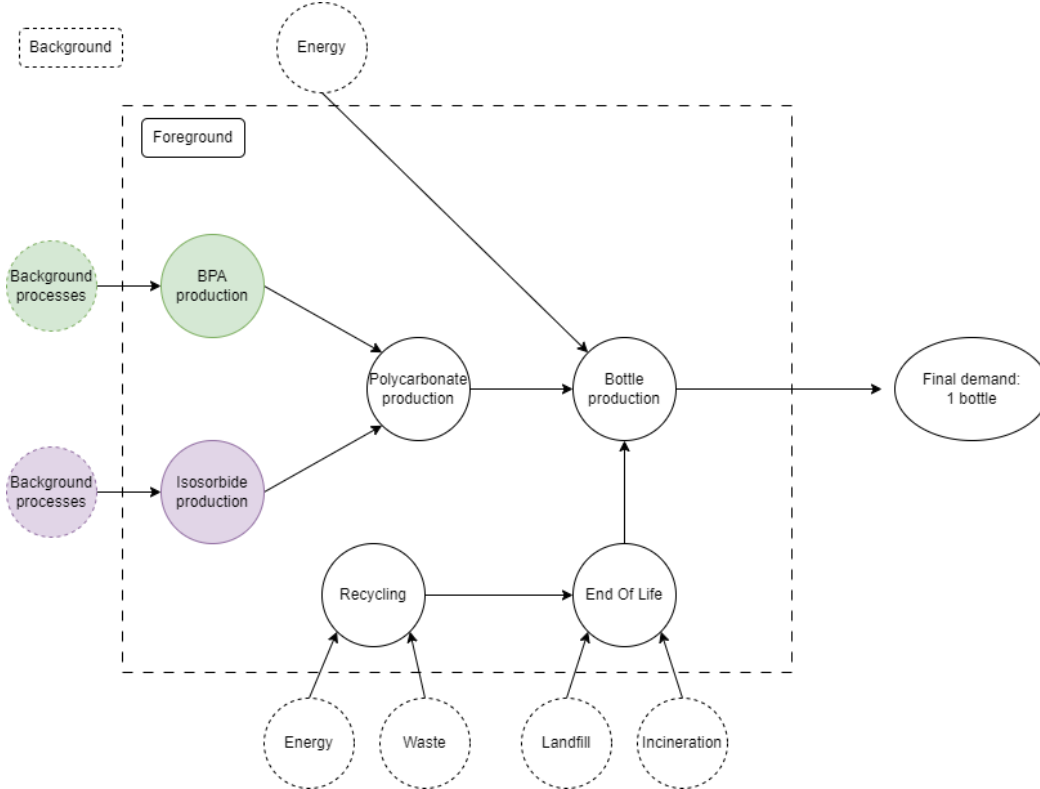 Background
Energy
Foreground
Background
processes
BPA
production
Polycarbonate
production
Bottle
production
Final demand:
1 bottle
Background
processes
Isosorbide
production
Recycling
End Of Life
Energy
Waste
Landfill
Incineration